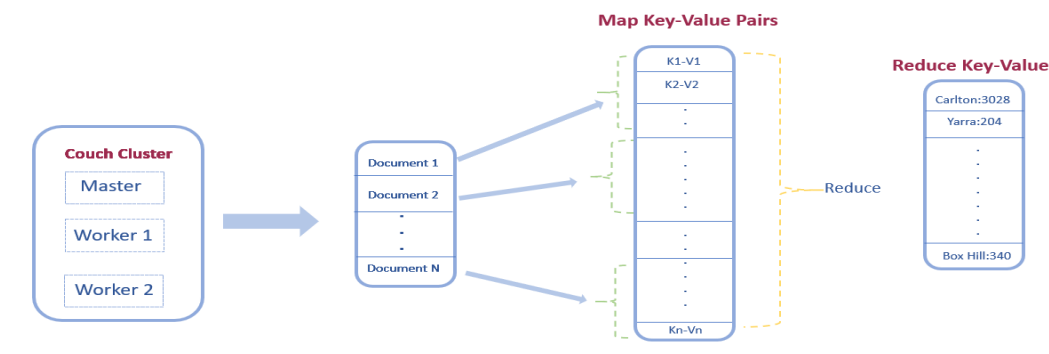 Map Key-Value Pairs
Reduce Key-Value
Couch Cluster
Master
Worker 1
Worker 2
Document 1
Document 2
.
.
.
Document N
K1-V1
K2-V2
.
.
.
.
.
.
.
.
.
.
.
.
.
Kn-Vn
Reduce
Carlton:3028
Yarra:204
.
.
.
.
.
.
.
Box Hill:340